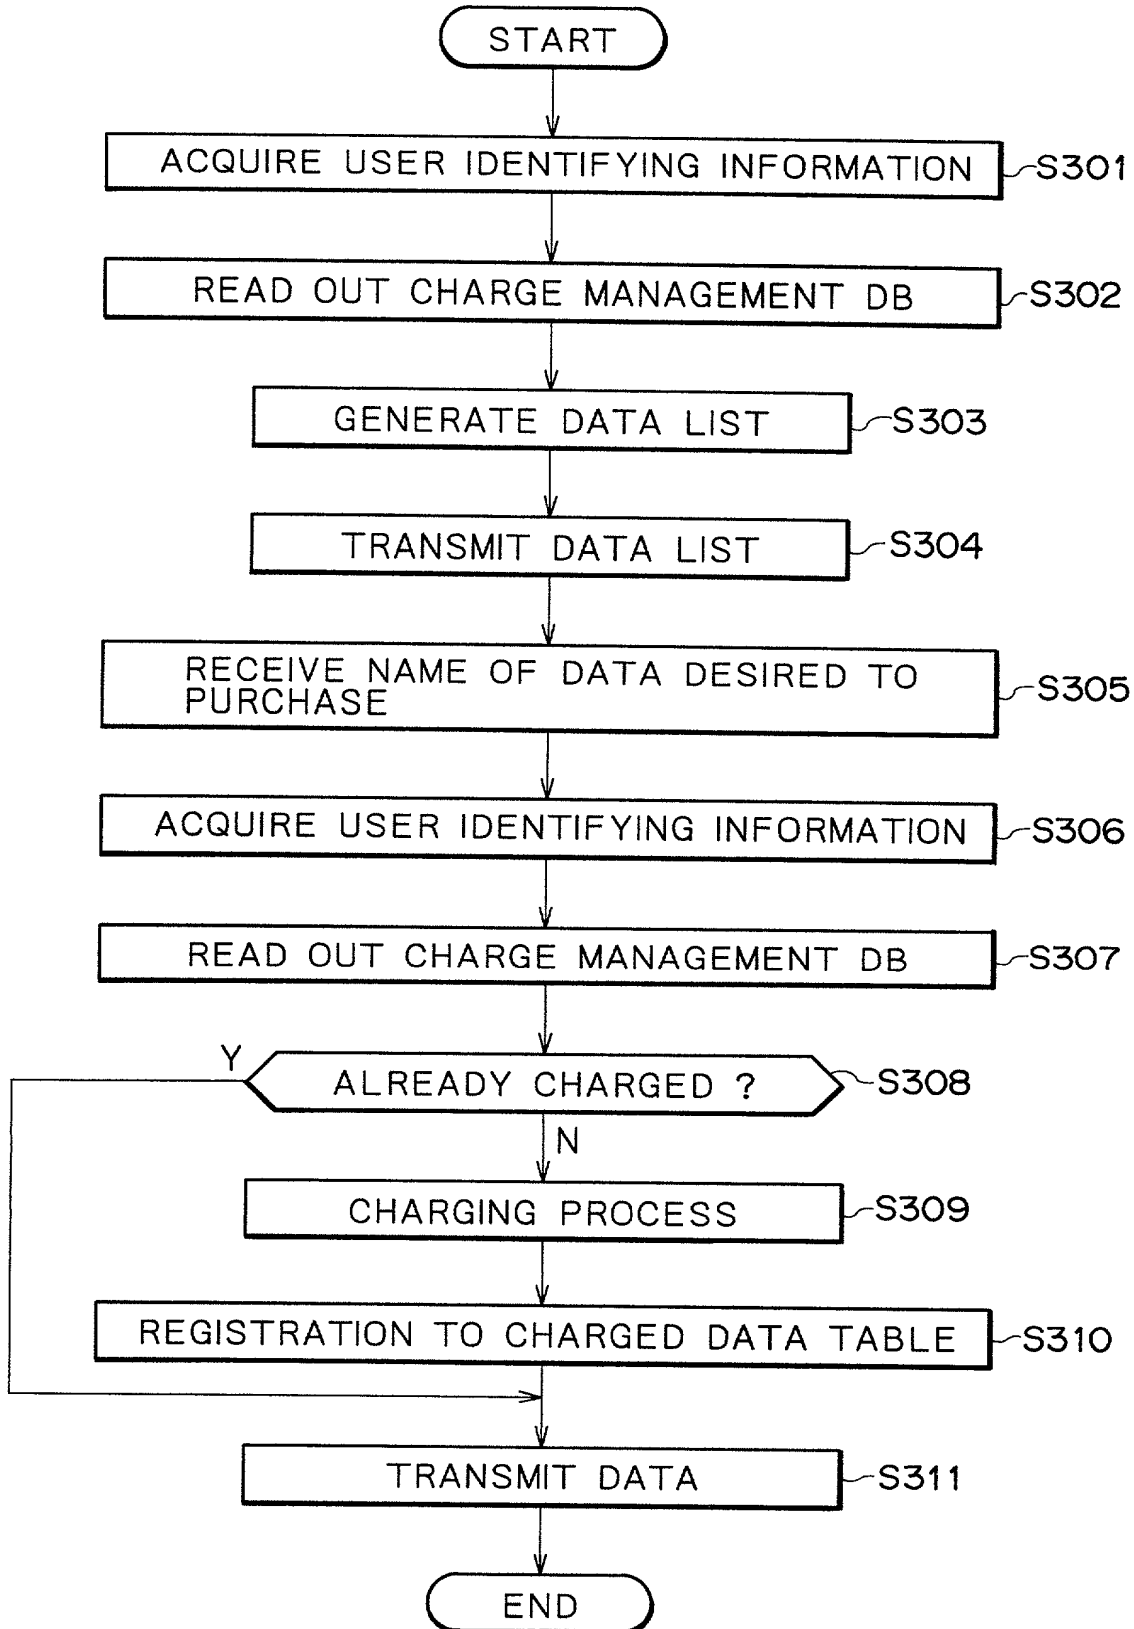 START
ACQUIRE USER IDENTIFYING INFORMATION S301
READ OUT CHARGE MANAGEMENT DB S302
GENERATE DATA LIST S303
TRANSMIT DATA LIST S304
RECEIVE NAME OF DATA DESIRED TO
PURCHASE S305
ACQUIRE USER IDENTIFYING INFORMATION S306
READ OUT CHARGE MANAGEMENT DB S307
Y ALREADY CHARGED ? S308
N
CHARGING PROCESS S309
REGISTRATION TO CHARGED DATA TABLE S310
TRANSMIT DATA S311
END